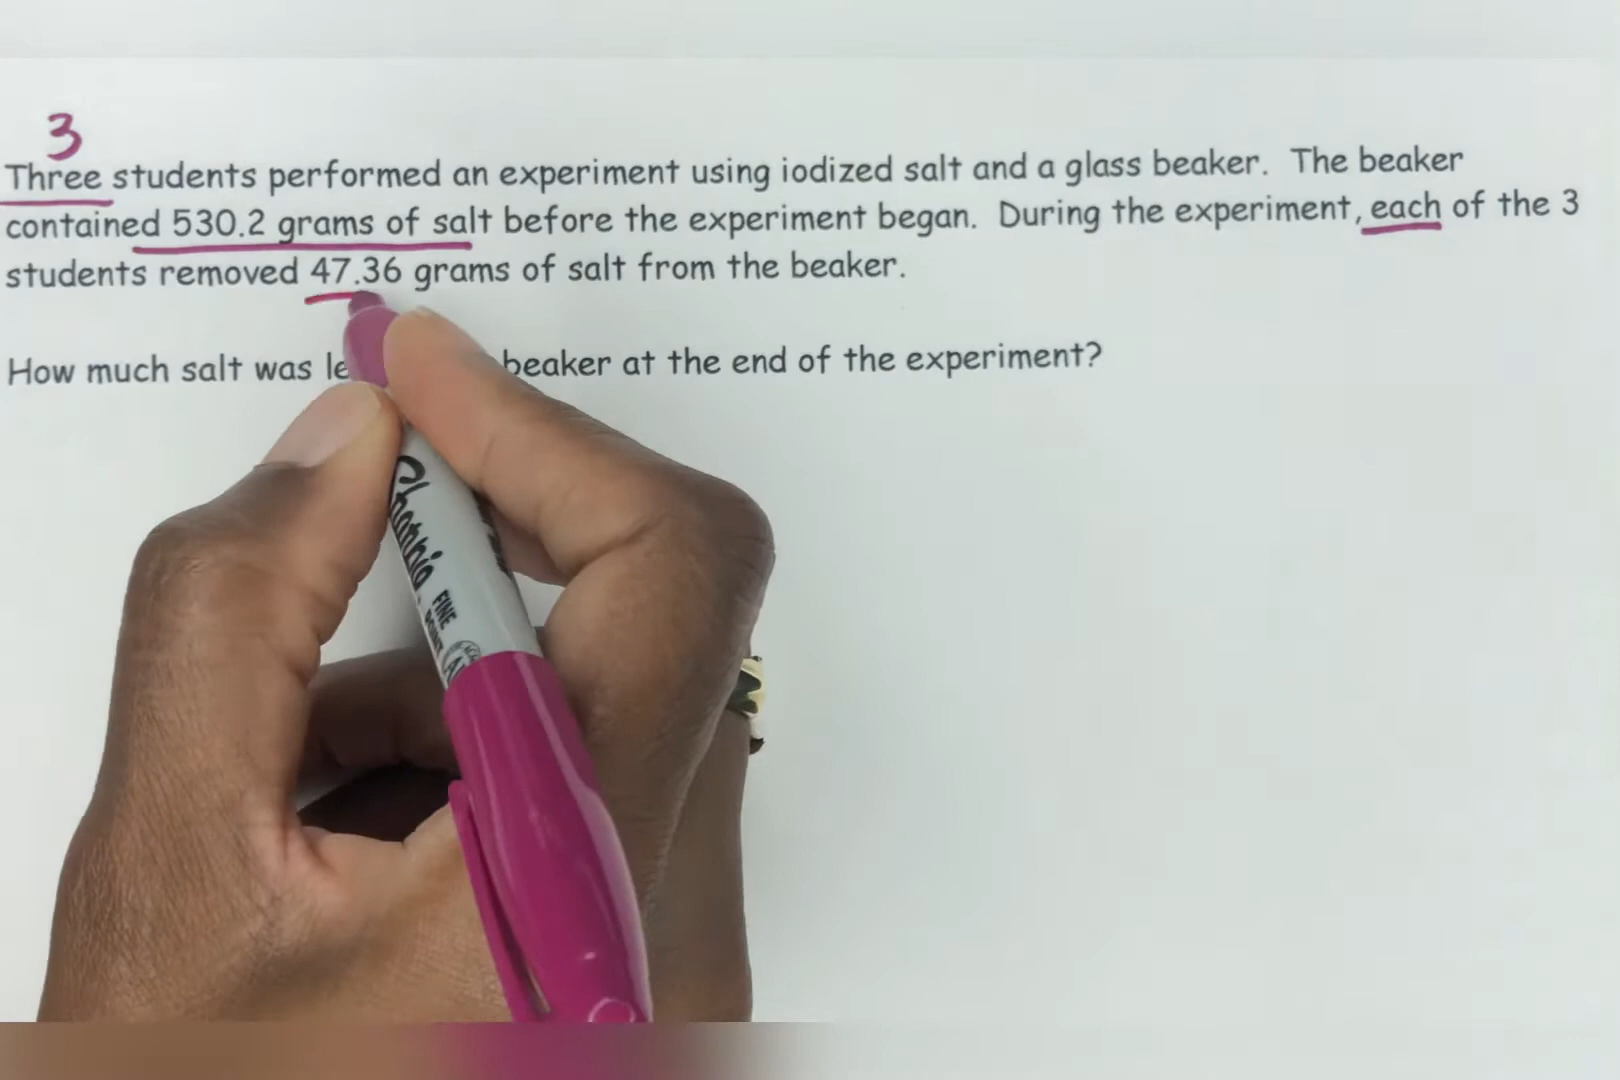 3
Three students performed an experiment using iodized salt and a glass beaker. The beaker
contained 530.2 grams of salt before the experiment began. During the experiment, each of the 3
students removed 47.36 grams of salt from the beaker.
How much salt was beaker at the end of the experiment?
Sharpie
FINE